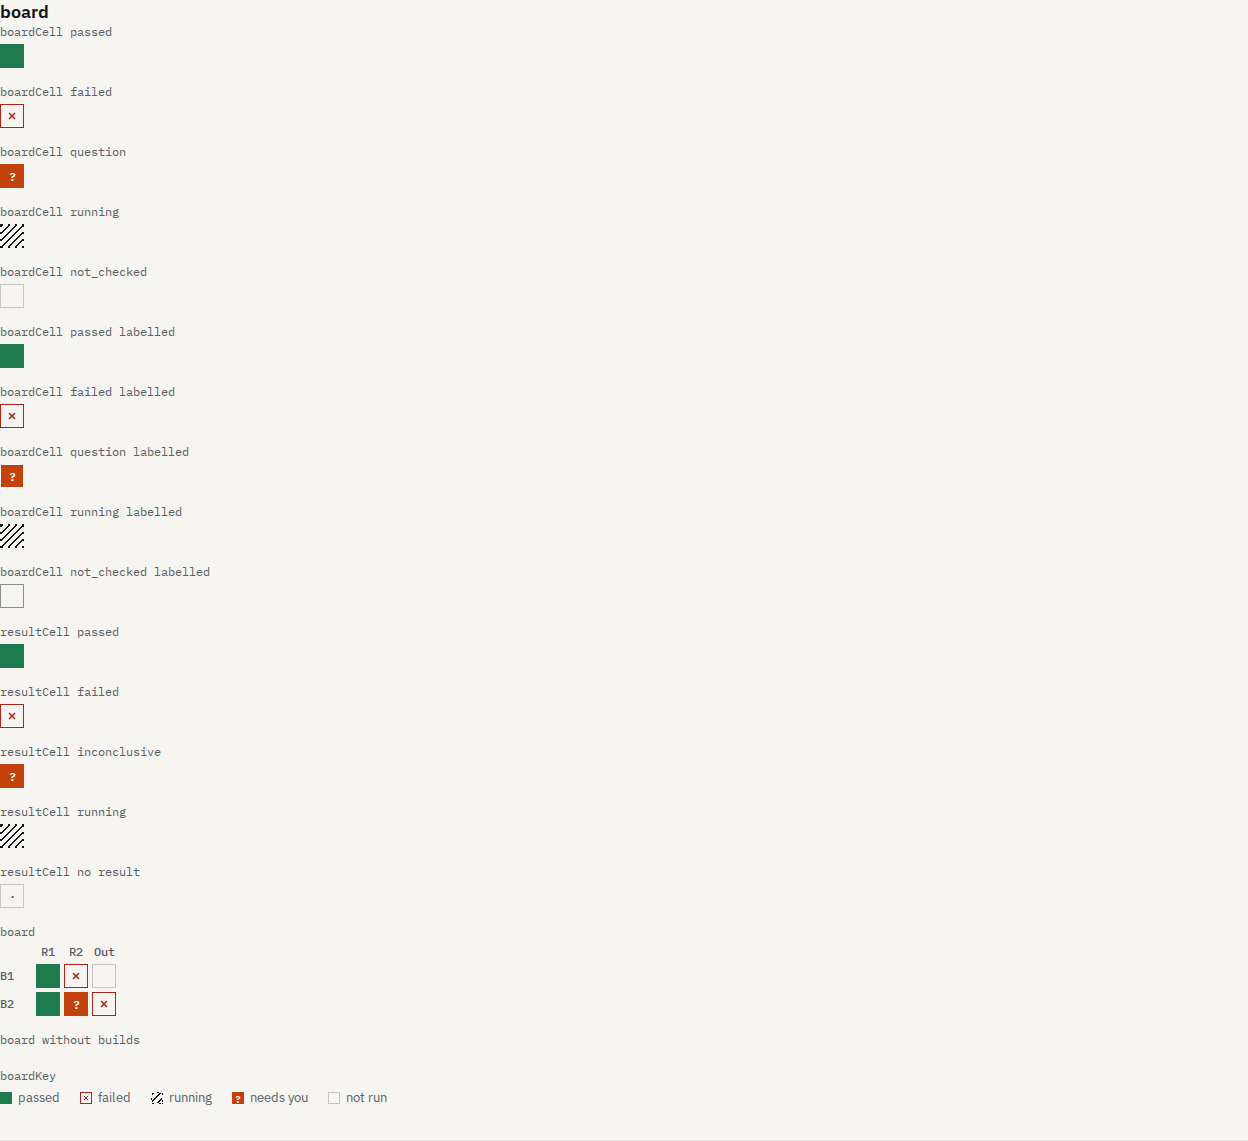 board
boardCell passed
boardCell failed
×
boardCell question
?
boardCell running
boardCell not_checked
boardCell passed labelled
boardCell failed labelled
×
boardCell question labelled
?
boardCell running labelled
boardCell not_checked labelled
resultCell passed
resultCell failed
×
resultCell inconclusive
?
resultCell running
resultCell no result
·
board
R1 R2 Out
B1 ×
B2 ? ×
board without builds
boardKey
passed × failed running ? needs you not run